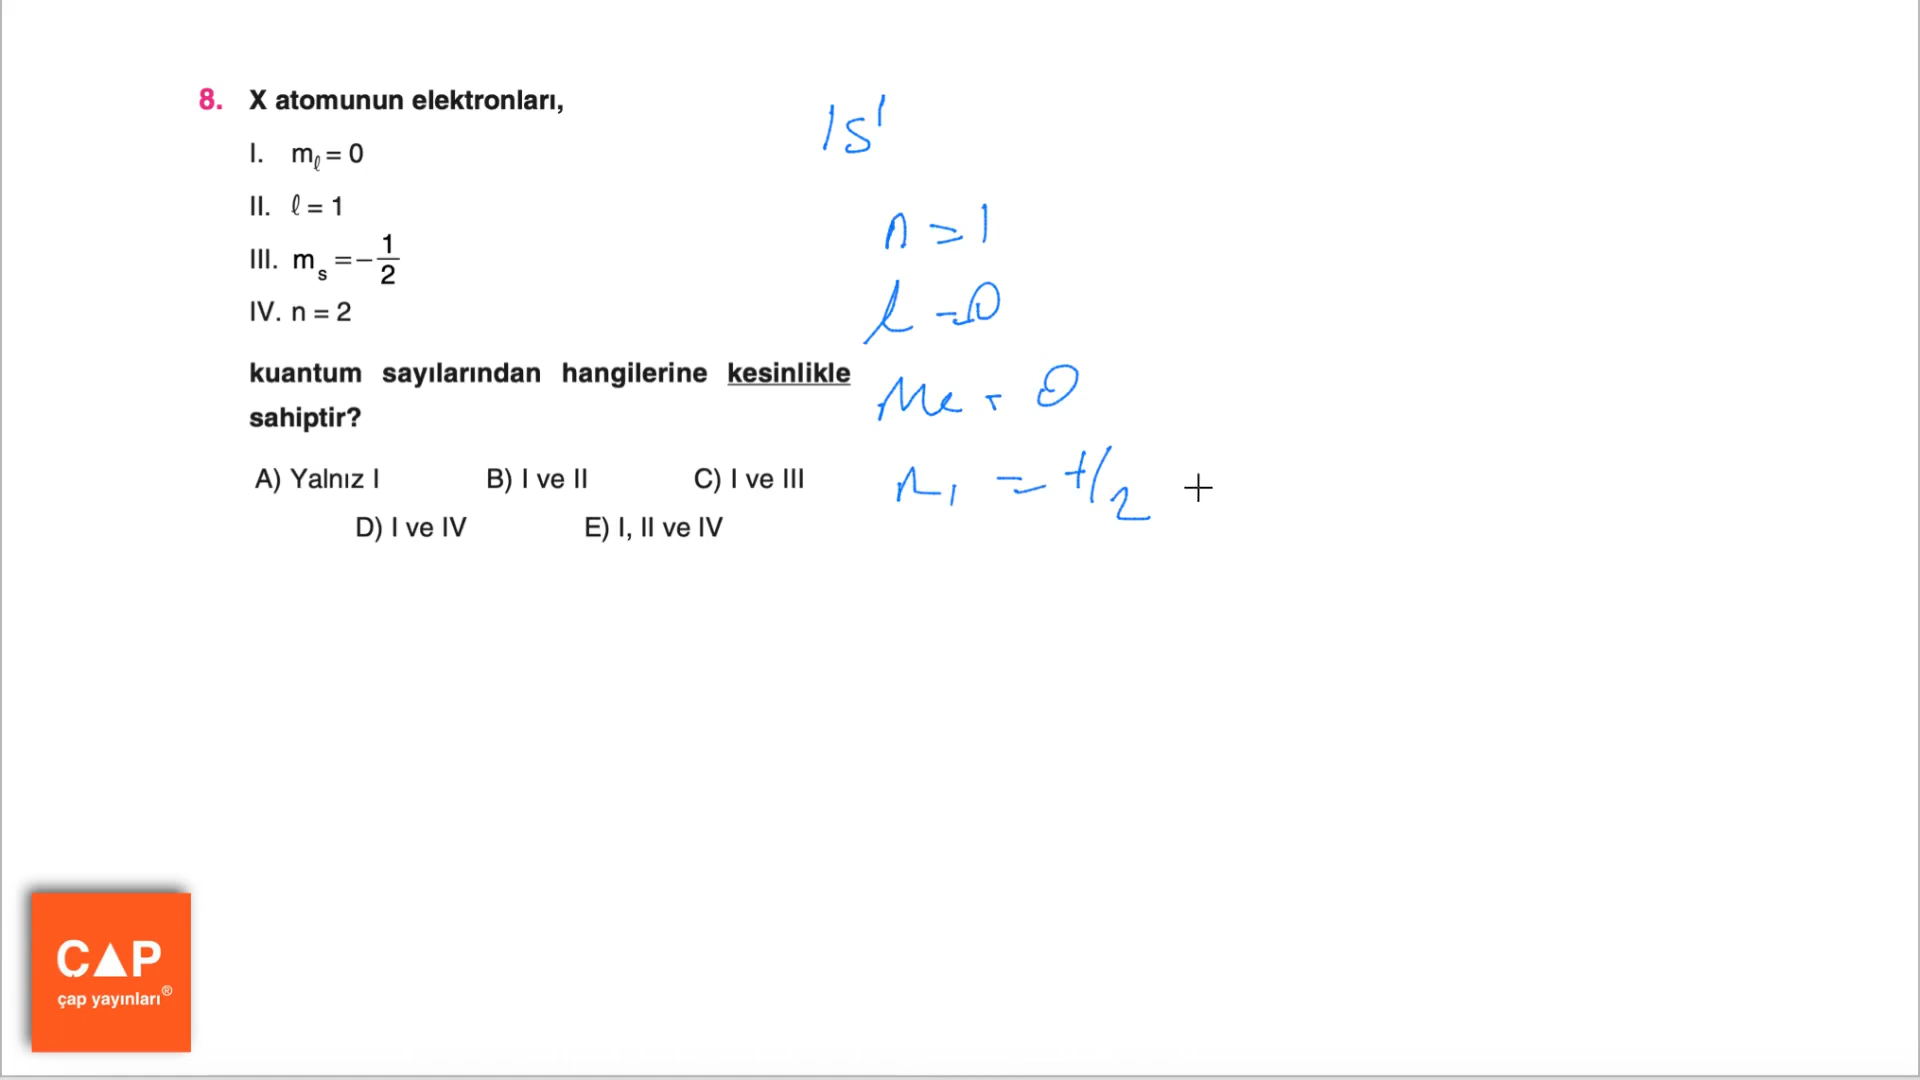 8. X atomunun elektronları,
I. mℓ = 0
II. ℓ = 1
III. ms = -1/2
IV. n = 2
kuantum sayılarından hangilerine kesinlikle
sahiptir?
A) Yalnız I B) I ve II C) I ve III
D) I ve IV E) I, II ve IV
1s¹
n = 1
l = 0
Mℓ = 0
= +1/2
ÇAP
çap yayınları®